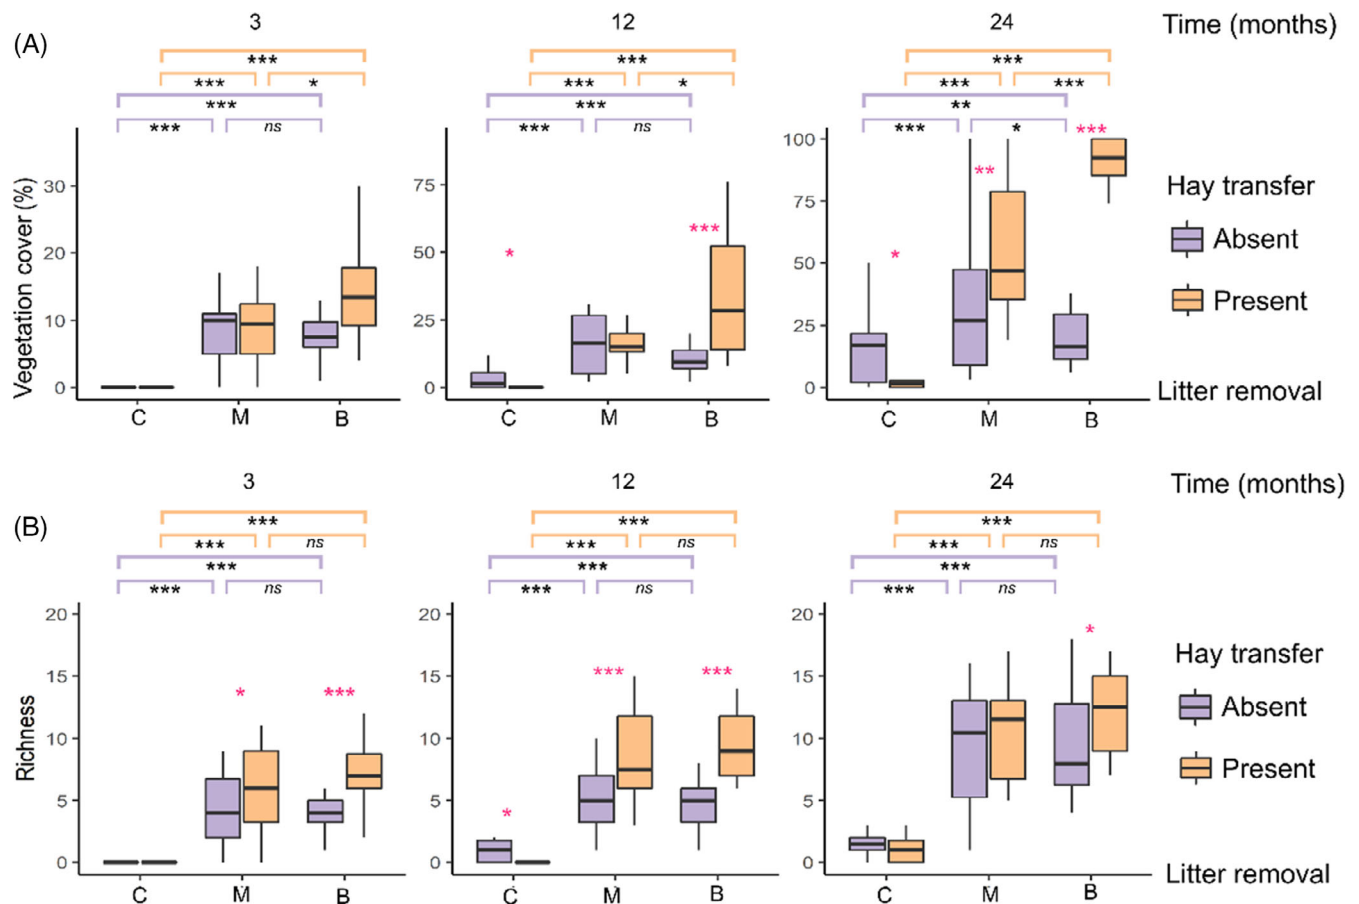 (A)
3 12 24 Time (months)
*** *** ***
*** * *** * *** ***
*** *** **
*** ns *** ns *** *
Vegetation cover (%)
30
20
10
0
C M B
75
50
25
0
* ***
C M B
100
75
50
25
0
* ** ***
C M B
Hay transfer
Absent
Present
Litter removal
(B)
3 12 24 Time (months)
*** *** ***
*** ns *** ns *** ns
*** *** ***
*** ns *** ns *** ns
Richness
20
15
10
5
0
* ***
C M B
20
15
10
5
0
* *** ***
C M B
20
15
10
5
0
*
C M B
Hay transfer
Absent
Present
Litter removal